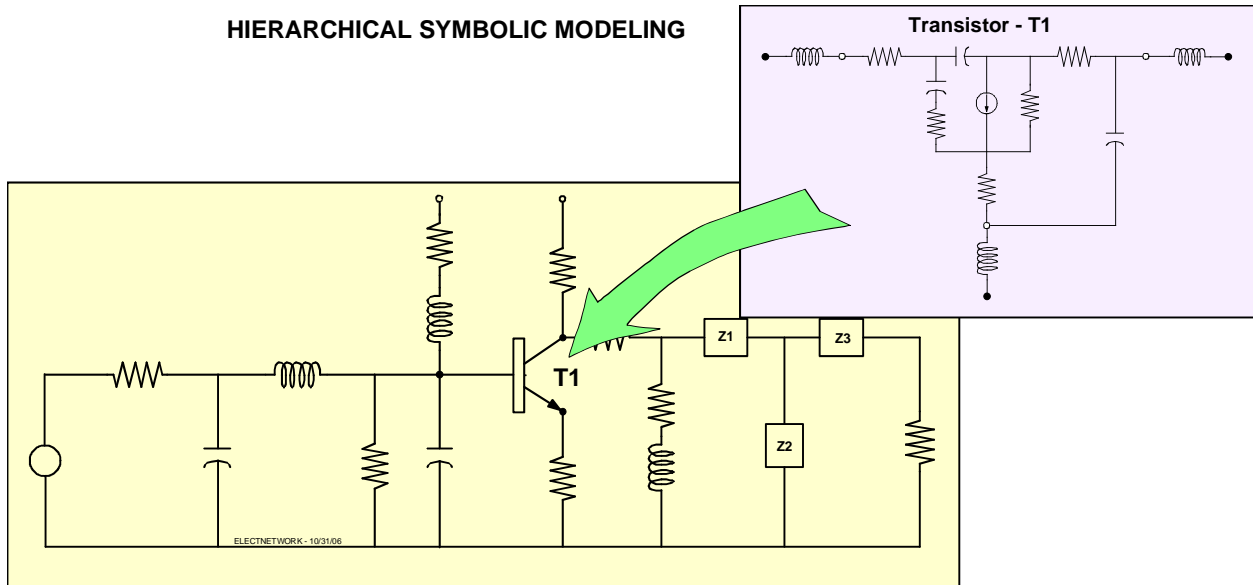 HIERARCHICAL SYMBOLIC MODELING
Transistor - T1
Z1
Z3
T1
Z2
ELECTNETWORK - 10/31/06